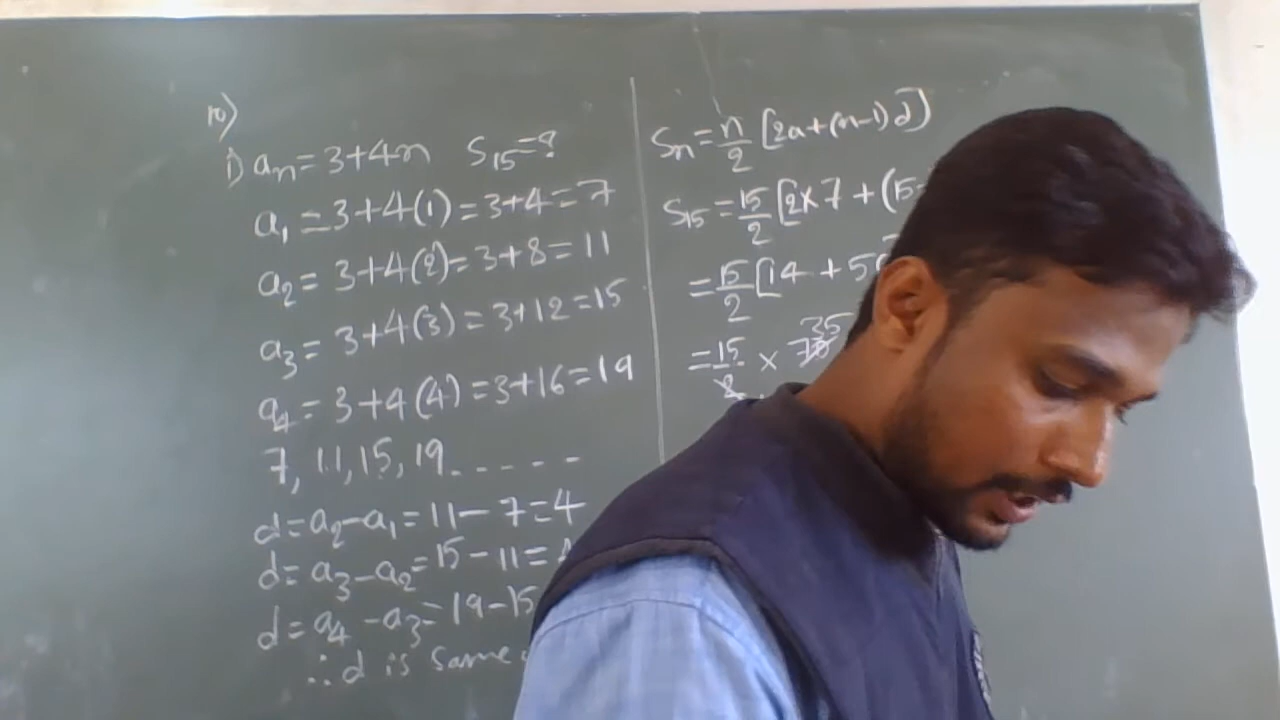 10)
i) aₙ = 3+4n S₁₅ = ?
a₁ = 3+4(1) = 3+4 = 7
a₂ = 3+4(2) = 3+8 = 11
a₃ = 3+4(3) = 3+12 = 15
a₄ = 3+4(4) = 3+16 = 19
7, 11, 15, 19 - - - - -
d = a₂ - a₁ = 11 - 7 = 4
d = a₃ - a₂ = 15 - 11 =
d = a₄ - a₃ = 19 - 15
∴ d is same
Sₙ = n/2 [2a+(n-1)d]
S₁₅ = 15/2 [2×7+(15-
= 15/2 [14 + 5
= 15/2 × 70 35